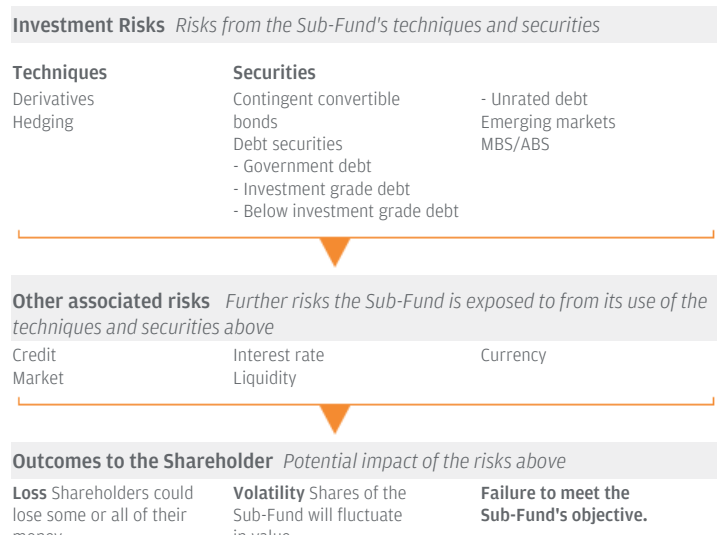 Investment Risks Risks from the Sub-Fund's techniques and securities
Techniques
Derivatives
Hedging
Securities
Contingent convertible
bonds
Debt securities
- Government debt
- Investment grade debt
- Below investment grade debt
- Unrated debt
Emerging markets
MBS/ABS
Other associated risks Further risks the Sub-Fund is exposed to from its use of the
techniques and securities above
Credit
Market
Interest rate
Liquidity
Currency
Outcomes to the Shareholder Potential impact of the risks above
Loss Shareholders could
lose some or all of their
Volatility Shares of the
Sub-Fund will fluctuate
Failure to meet the
Sub-Fund's objective.